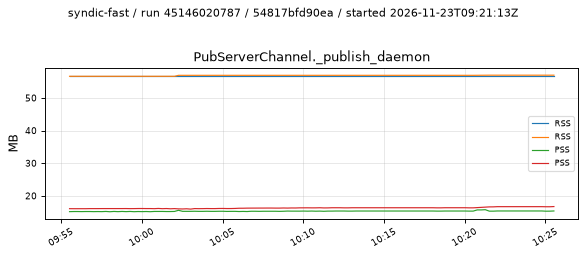 syndic-fast / run 45146020787 / 54817bfd90ea / started 2026-11-23T09:21:13Z
PubServerChannel._publish_daemon
MB
50
40
30
20
RSS
RSS
PSS
PSS
09:55
10:00
10:05
10:10
10:15
10:20
10:25